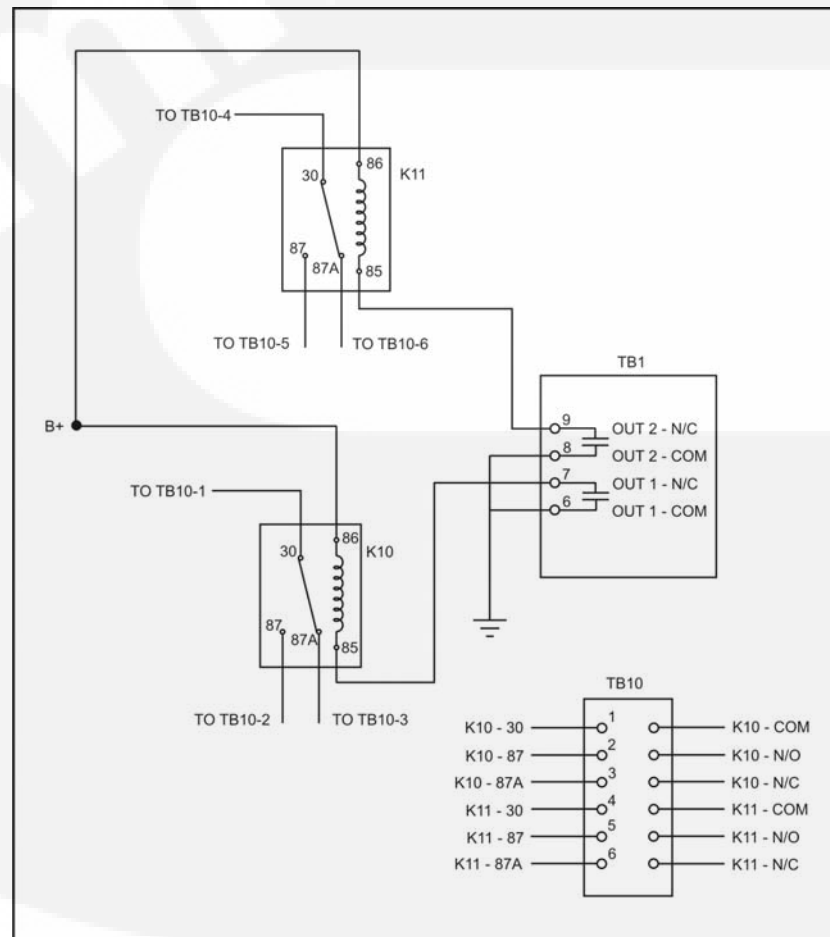 TO TB10-4
86
K11
30
87
87A
85
TO TB10-5
TO TB10-6
TB1
B+
9
OUT 2 - N/C
8
OUT 2 - COM
7
OUT 1 - N/C
6
OUT 1 - COM
TO TB10-1
86
K10
30
87
87A
85
TO TB10-2
TO TB10-3
TB10
K10 - 30
1
K10 - COM
K10 - 87
2
K10 - N/O
K10 - 87A
3
K10 - N/C
K11 - 30
4
K11 - COM
K11 - 87
5
K11 - N/O
K11 - 87A
6
K11 - N/C